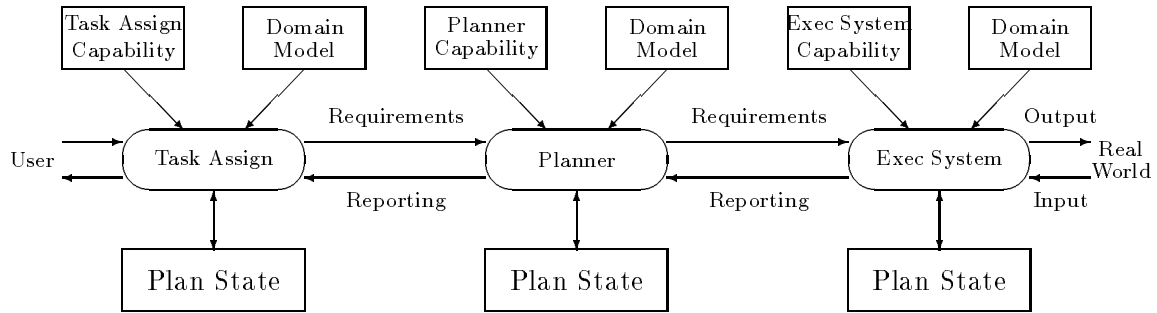 Task Assign
Capability
Domain
Model
Planner
Capability
Domain
Model
Exec System
Capability
Domain
Model
Requirements
Requirements
Output
User
Task Assign
Planner
Exec System
Real
World
Reporting
Reporting
Input
Plan State
Plan State
Plan State